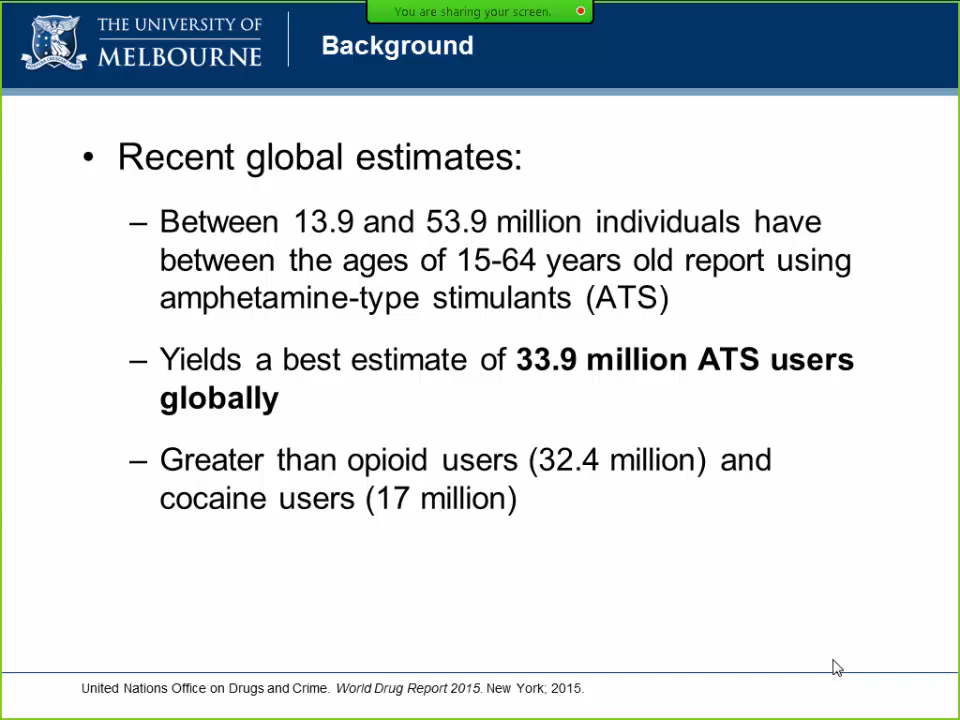 You are sharing your screen.
THE UNIVERSITY OF
MELBOURNE
Background
• Recent global estimates:
– Between 13.9 and 53.9 million individuals have
between the ages of 15-64 years old report using
amphetamine-type stimulants (ATS)
– Yields a best estimate of 33.9 million ATS users
globally
– Greater than opioid users (32.4 million) and
cocaine users (17 million)
United Nations Office on Drugs and Crime. World Drug Report 2015. New York; 2015.